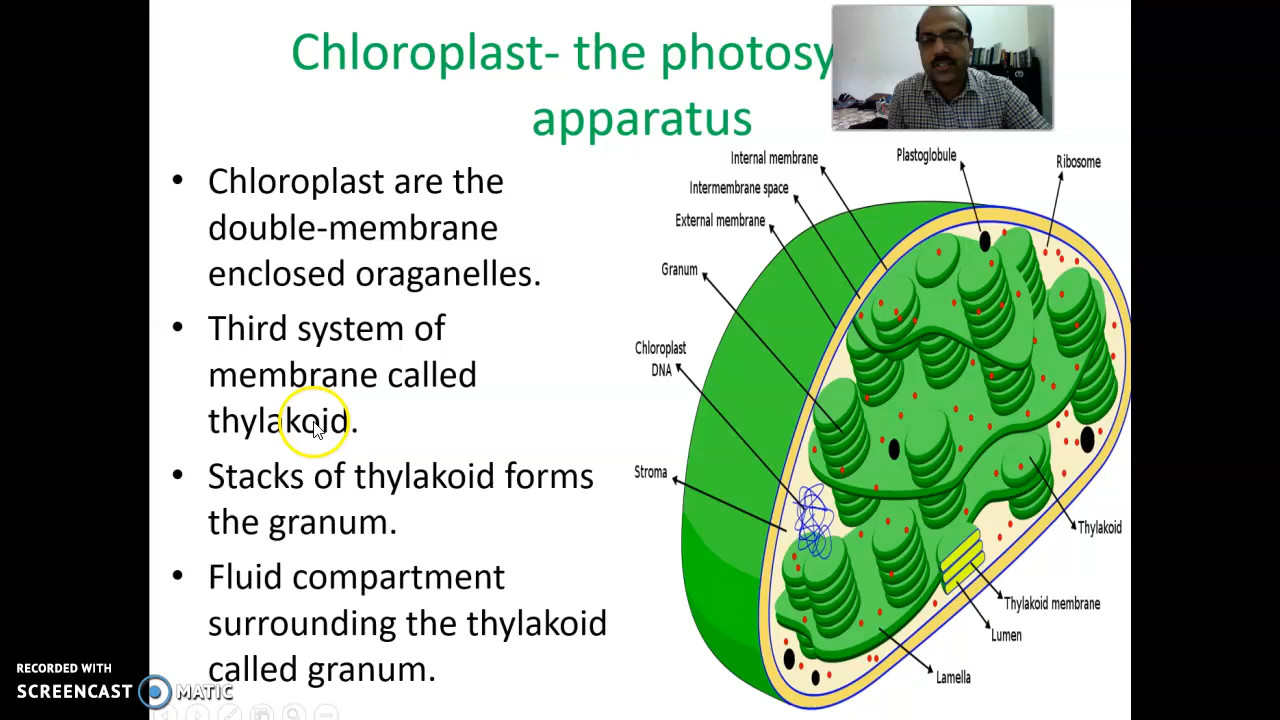 Chloroplast- the photosy
apparatus
• Chloroplast are the
double-membrane
enclosed oraganelles.
• Third system of
membrane called
thylakoid.
• Stacks of thylakoid forms
the granum.
• Fluid compartment
surrounding the thylakoid
called granum.
Internal membrane
Intermembrane space
External membrane
Granum
Chloroplast
DNA
Stroma
Plastoglobule
Ribosome
Thylakoid
Thylakoid membrane
Lumen
Lamella
RECORDED WITH
SCREENCAST MATIC